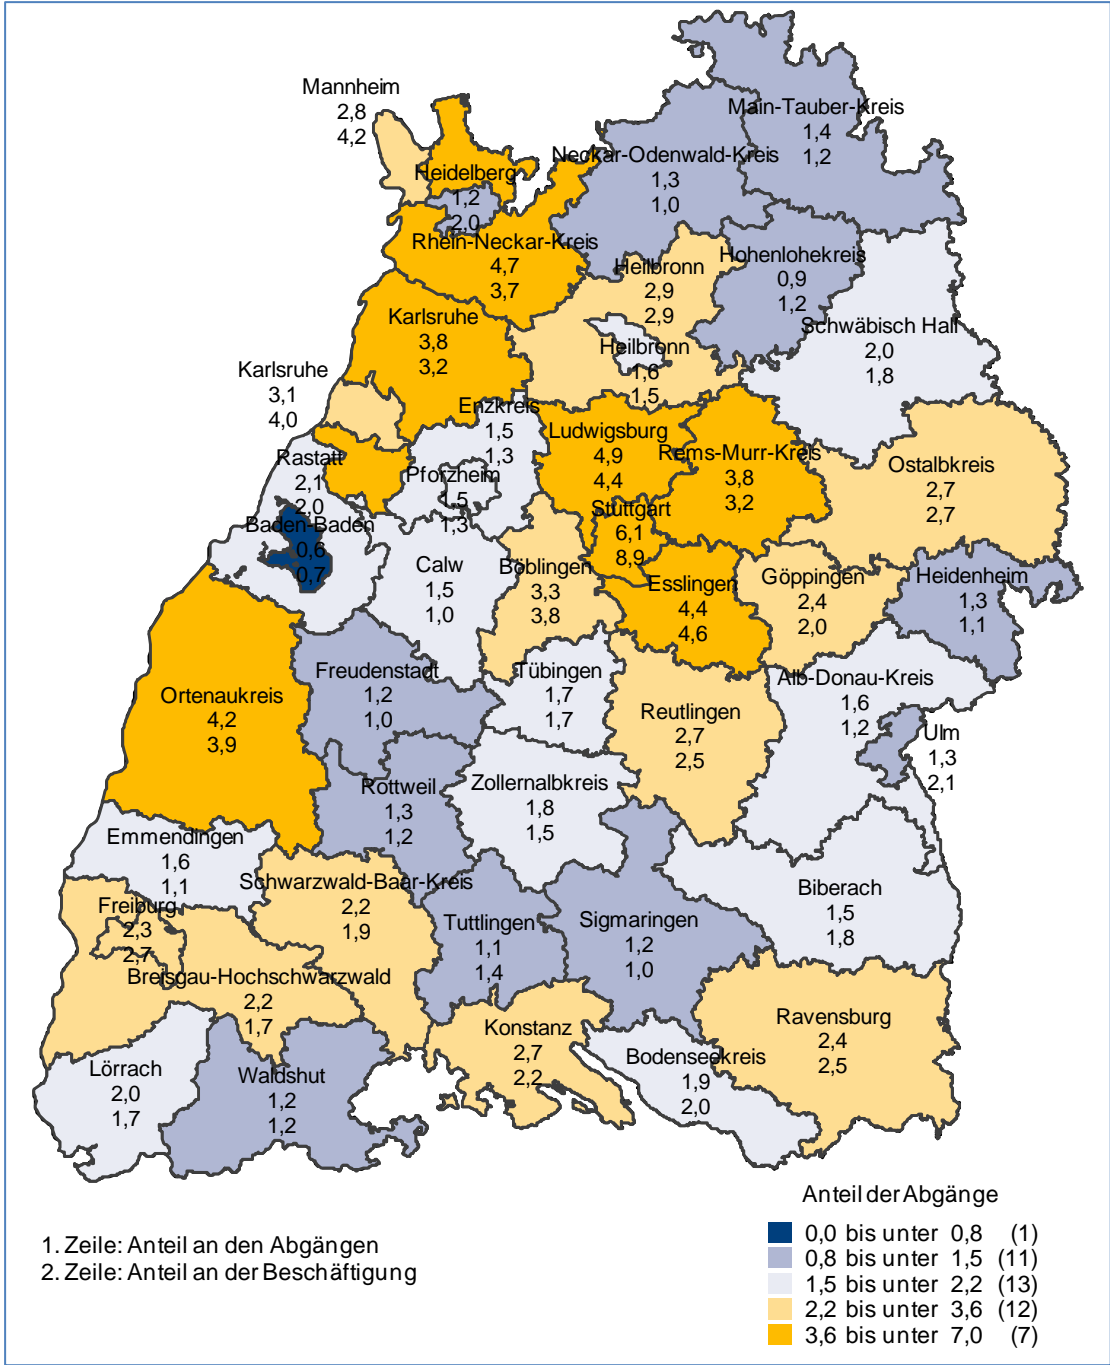 Mannheim
2,8
4,2
Main-Tauber-Kreis
1,4
1,2
Neckar-Odenwald-Kreis
1,3
1,0
Heidelberg
1,2
2,0
Rhein-Neckar-Kreis
4,7
3,7
Hohenlohekreis
0,9
1,2
Heilbronn
2,9
2,9
Karlsruhe
3,8
3,2
Schwäbisch Hall
2,0
1,8
Heilbronn
1,6
1,5
Karlsruhe
3,1
4,0
Enzkreis
1,5
1,3
Ludwigsburg
4,9
4,4
Rems-Murr-Kreis
3,8
3,2
Ostalbkreis
2,7
2,7
Rastatt
2,1
2,0
Pforzheim
1,5
1,3
Stuttgart
6,1
8,9
Baden-Baden
0,6
0,7
Calw
1,5
1,0
Böblingen
3,3
3,8
Esslingen
4,4
4,6
Göppingen
2,4
2,0
Heidenheim
1,3
1,1
Freudenstadt
1,2
1,0
Tübingen
1,7
1,7
Alb-Donau-Kreis
1,6
1,2
Ortenaukreis
4,2
3,9
Reutlingen
2,7
2,5
Ulm
1,3
2,1
Rottweil
1,3
1,2
Zollernalbkreis
1,8
1,5
Emmendingen
1,6
1,1
Schwarzwald-Baar-Kreis
2,2
1,9
Biberach
1,5
1,8
Freiburg
2,3
2,7
Tuttlingen
1,1
1,4
Sigmaringen
1,2
1,0
Breisgau-Hochschwarzwald
2,2
1,7
Ravensburg
2,4
2,5
Konstanz
2,7
2,2
Bodenseekreis
1,9
2,0
Lörrach
2,0
1,7
Waldshut
1,2
1,2
Anteil der Abgänge
0,0 bis unter 0,8 (1)
0,8 bis unter 1,5 (11)
1,5 bis unter 2,2 (13)
2,2 bis unter 3,6 (12)
3,6 bis unter 7,0 (7)
1. Zeile: Anteil an den Abgängen
2. Zeile: Anteil an der Beschäftigung